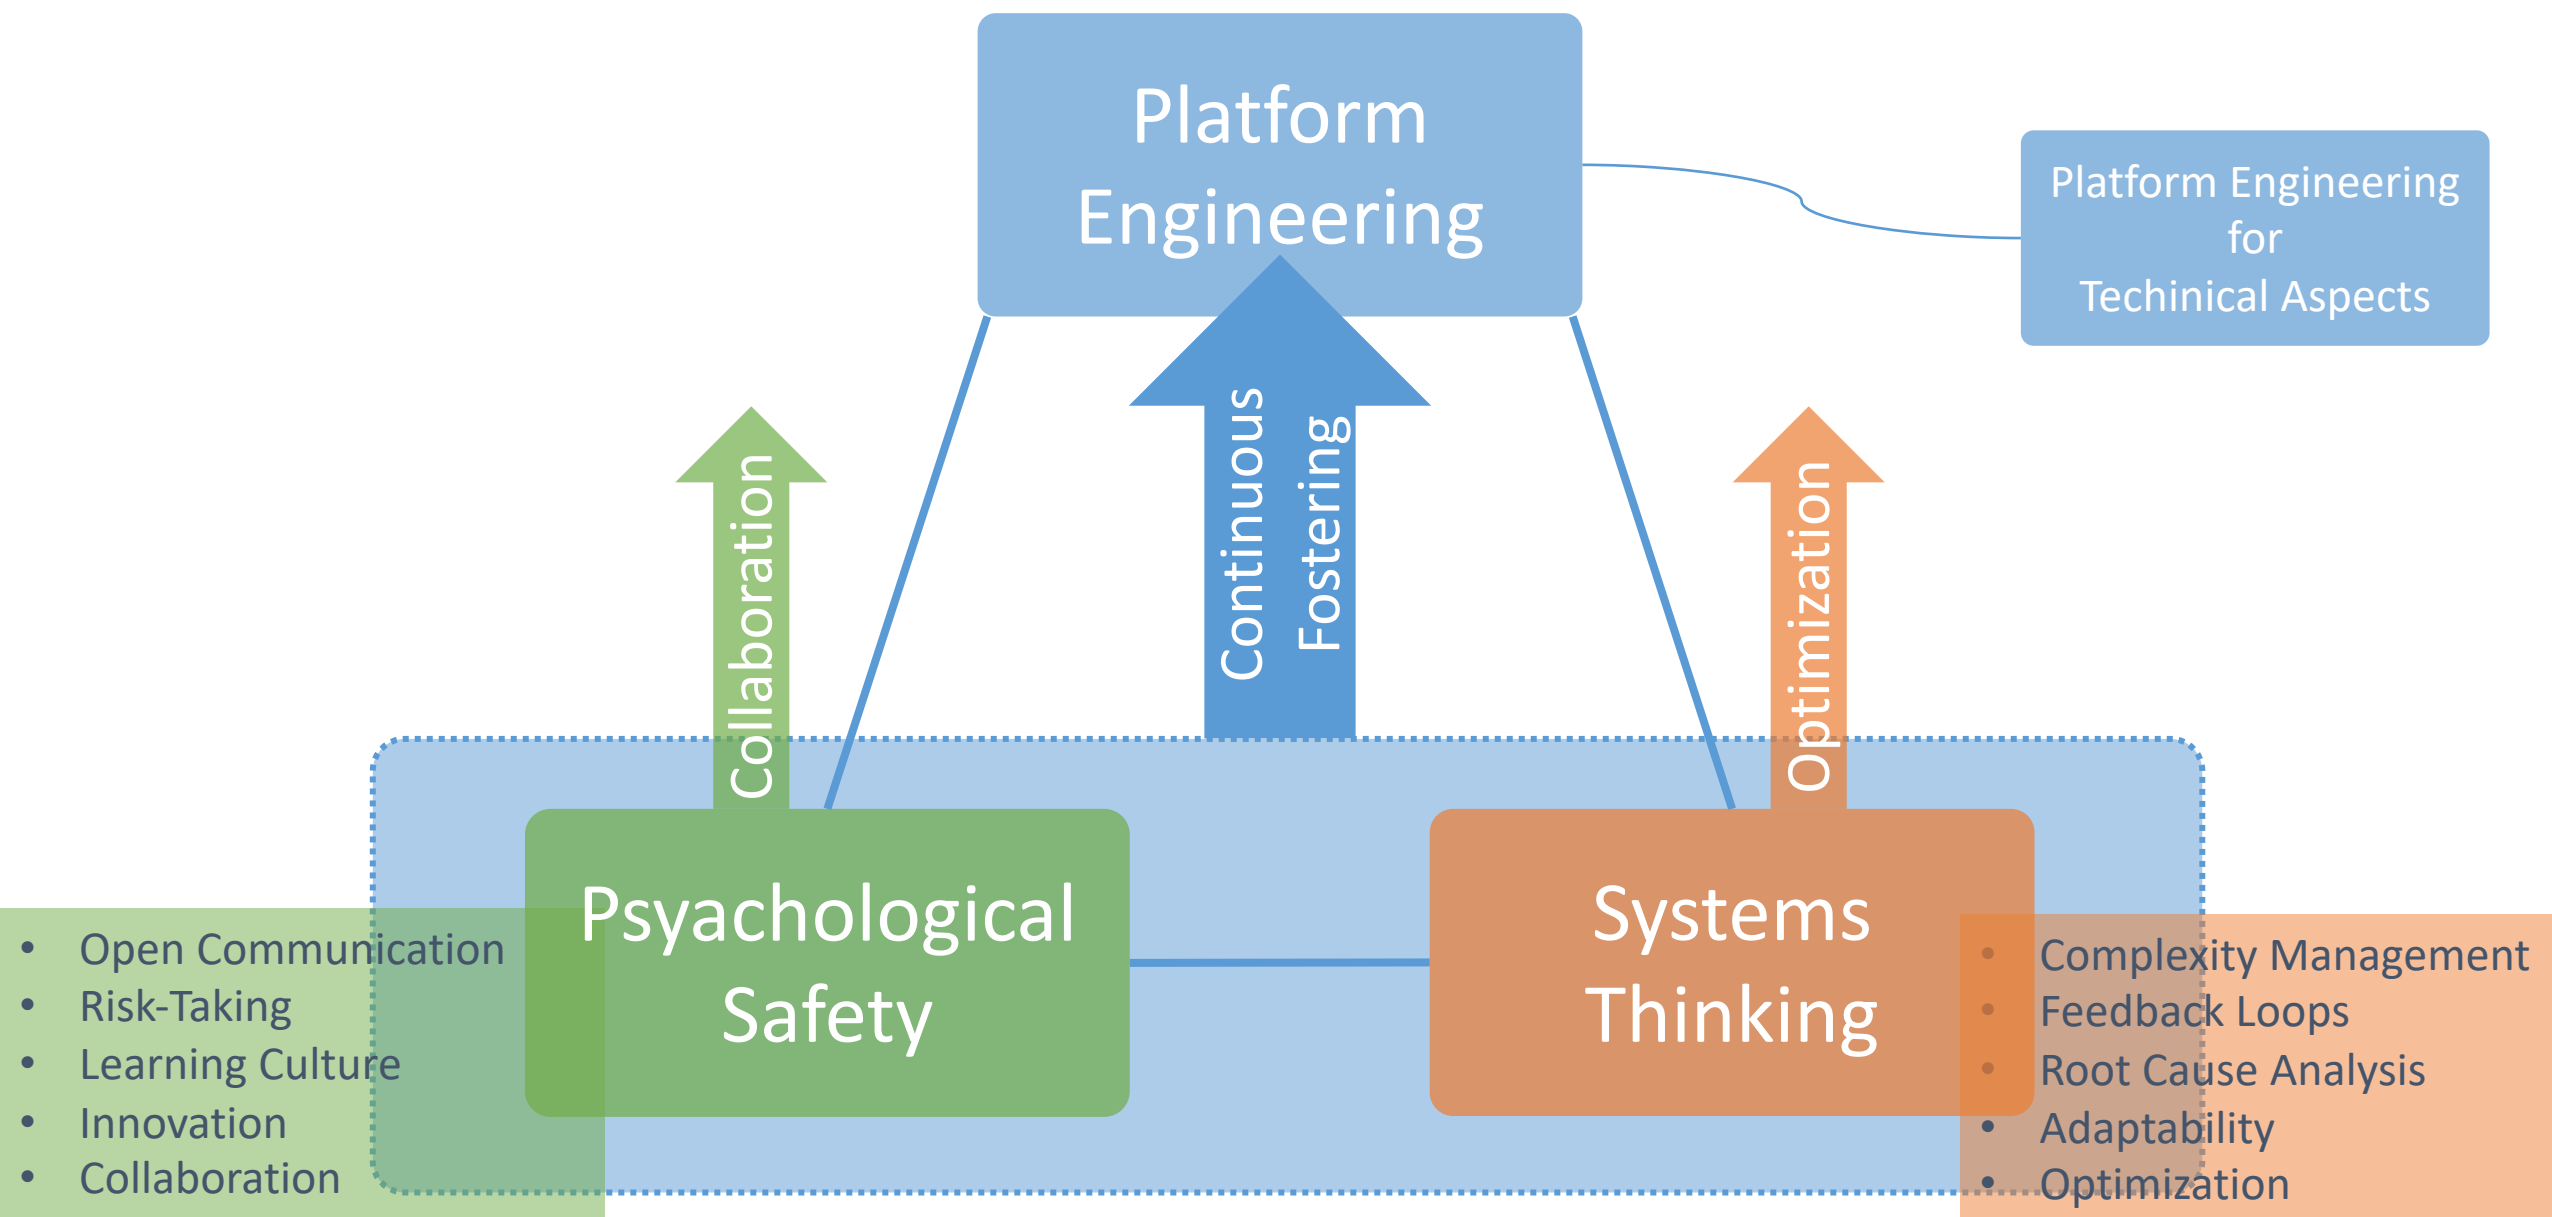 Platform
Engineering
Platform Engineering
for
Techinical Aspects
Collaboration
Continuous
Fostering
Optimization
Psyachological
Safety
Systems
Thinking
• Open Communication
• Risk-Taking
• Learning Culture
• Innovation
• Collaboration
• Complexity Management
• Feedback Loops
• Root Cause Analysis
• Adaptability
• Optimization